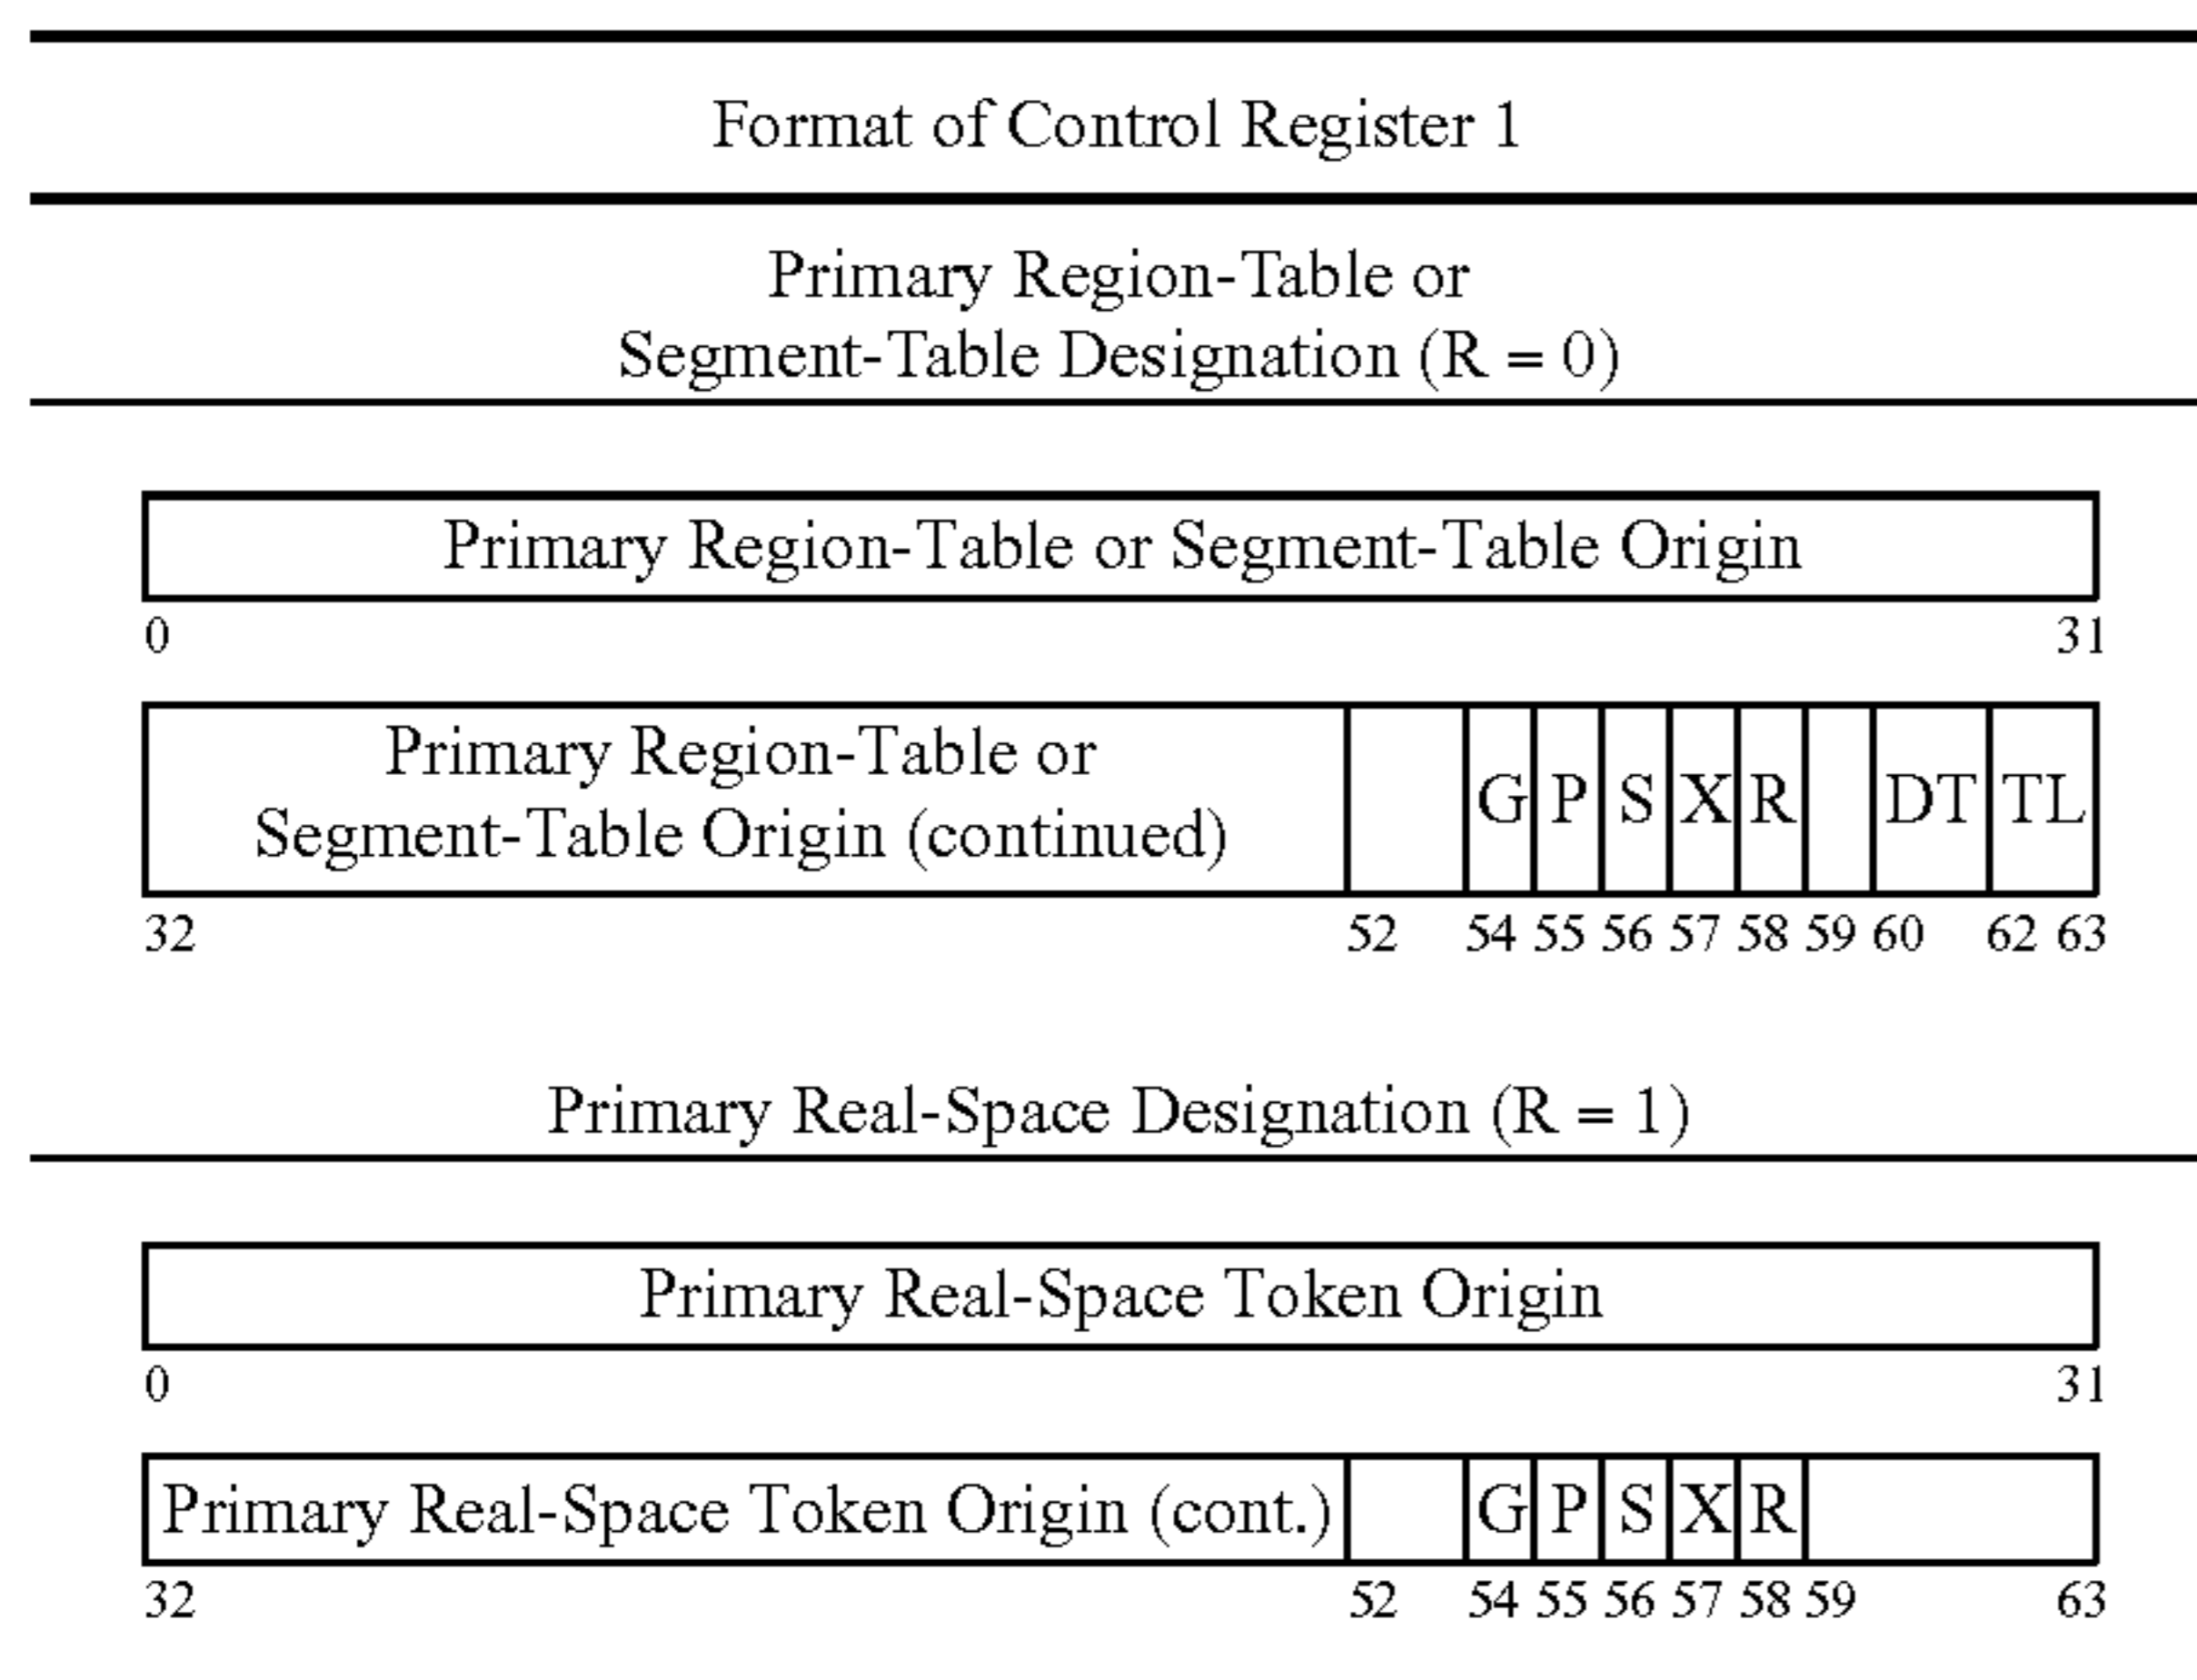 Format of Control Register 1
Primary Region-Table or
Segment-Table Designation (R = 0)
Primary Region-Table or Segment-Table Origin
0 31
Primary Region-Table or
Segment-Table Origin (continued)
G P S X R DT TL
32 52 54 55 56 57 58 59 60 62 63
Primary Real-Space Designation (R = 1)
Primary Real-Space Token Origin
0 31
Primary Real-Space Token Origin (cont.) G P S X R
32 52 54 55 56 57 58 59 63